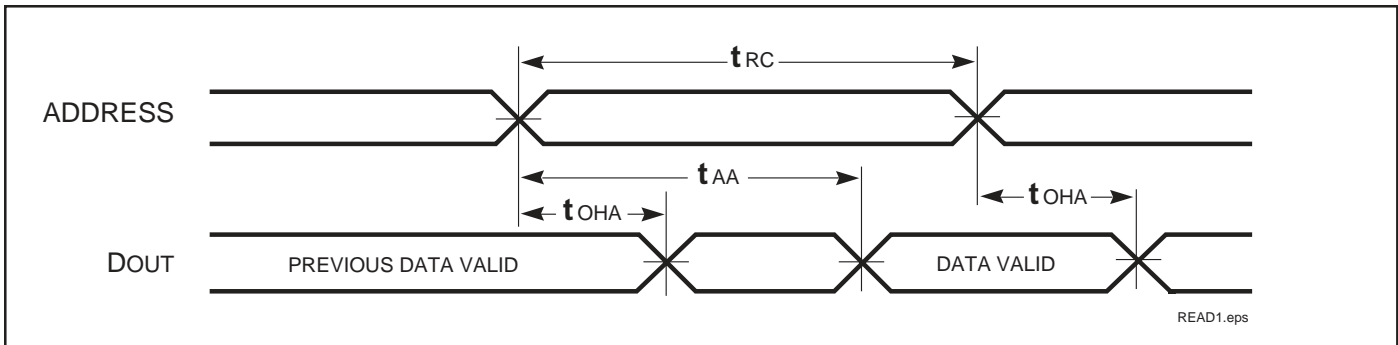 tRC
ADDRESS
tAA
tOHA
tOHA
DOUT
PREVIOUS DATA VALID
DATA VALID
READ1.eps